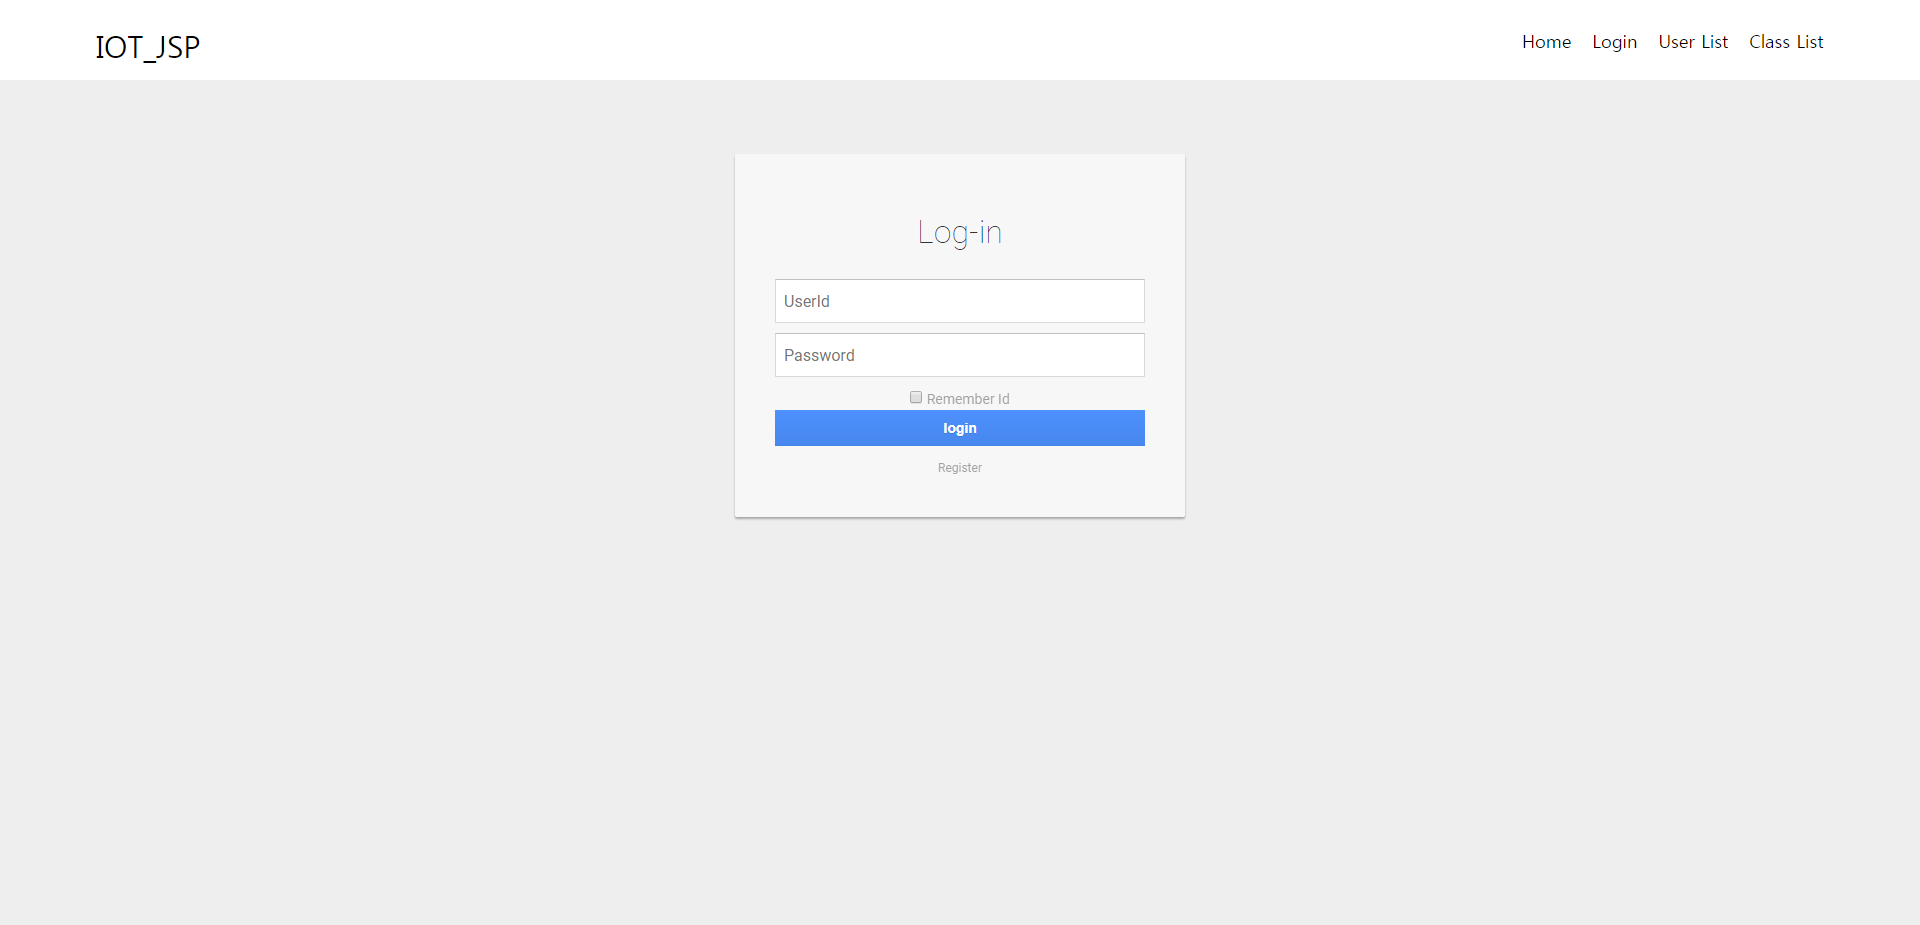 IOT_JSP
Home Login User List Class List
Log-in
UserId
Password
Remember Id
login
Register